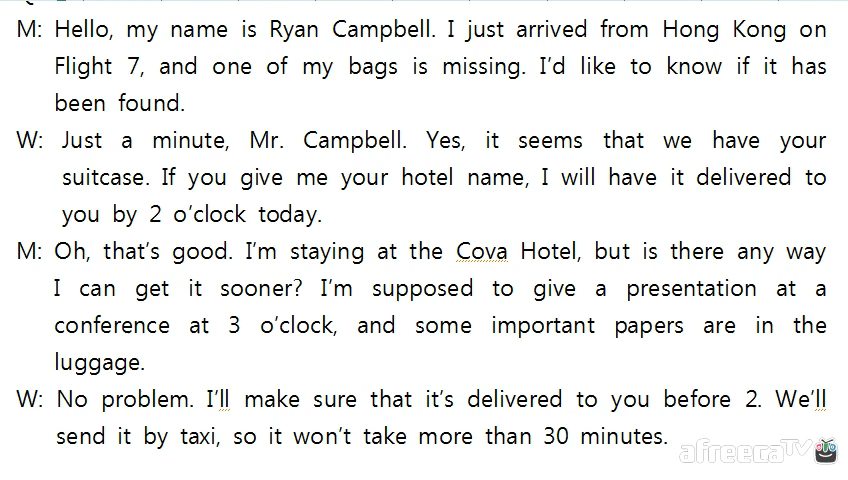 M: Hello, my name is Ryan Campbell. I just arrived from Hong Kong on
Flight 7, and one of my bags is missing. I'd like to know if it has
been found.
W: Just a minute, Mr. Campbell. Yes, it seems that we have your
suitcase. If you give me your hotel name, I will have it delivered to
you by 2 o'clock today.
M: Oh, that's good. I'm staying at the Cova Hotel, but is there any way
I can get it sooner? I'm supposed to give a presentation at a
conference at 3 o'clock, and some important papers are in the
luggage.
W: No problem. I'll make sure that it's delivered to you before 2. We'll
send it by taxi, so it won't take more than 30 minutes.
afreecaTV